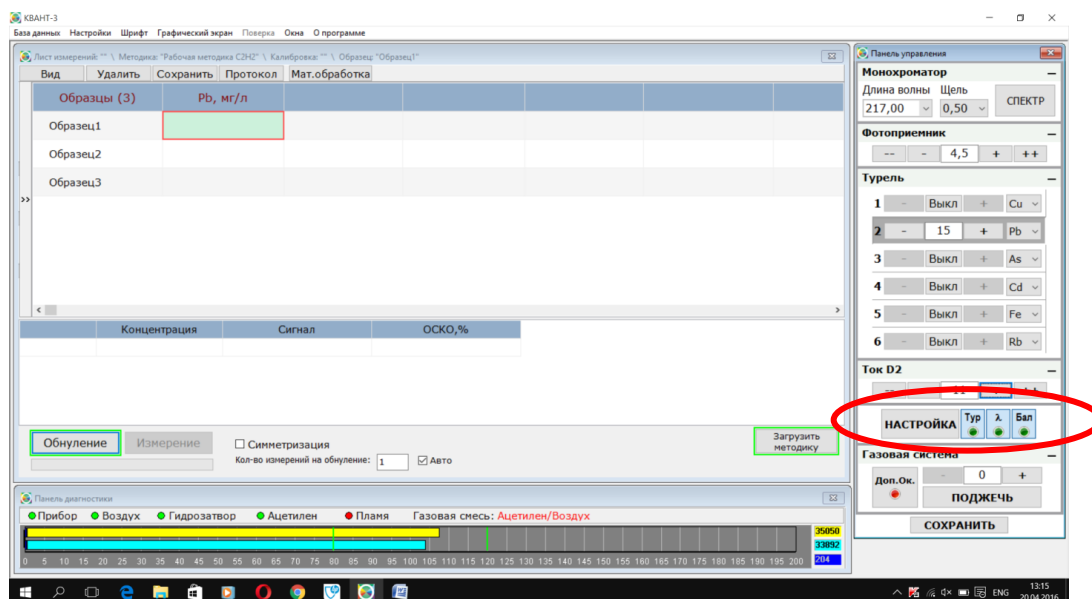 КВАНТ-3
База данных Настройки Шрифт Графический экран Поверка Окна О программе
Лист измерений: "" \ Методика: "Рабочая методика C2H2" \ Калибровка: "" \ Образец: "Образец1"
Вид Удалить Сохранить Протокол Мат.обработка
Образцы (3) Pb, мг/л
Образец1
Образец2
Образец3
>>
Концентрация Сигнал ОСКО,%
Обнуление Измерение
Симметризация
Кол-во измерений на обнуление: 1 Авто
Загрузить
методику
Панель диагностики
Прибор Воздух Гидрозатвор Ацетилен Пламя Газовая смесь: Ацетилен/Воздух
35050
33892
0 5 10 15 20 25 30 35 40 45 50 55 60 65 70 75 80 85 90 95 100 105 110 115 120 125 130 135 140 145 150 155 160 165 170 175 180 185 190 195 200 204
Панель управления
Монохроматор
Длина волны Щель
217,00 0,50 СПЕКТР
Фотоприемник
-- - 4,5 + ++
Турель
1 - Выкл + Cu
2 - 15 + Pb
3 - Выкл + As
4 - Выкл + Cd
5 - Выкл + Fe
6 - Выкл + Rb
Ток D2
НАСТРОЙКА Тур λ Бал
Газовая система
Доп.Ок. - 0 +
ПОДЖЕЧЬ
СОХРАНИТЬ
ENG 13:15
20.04.2016